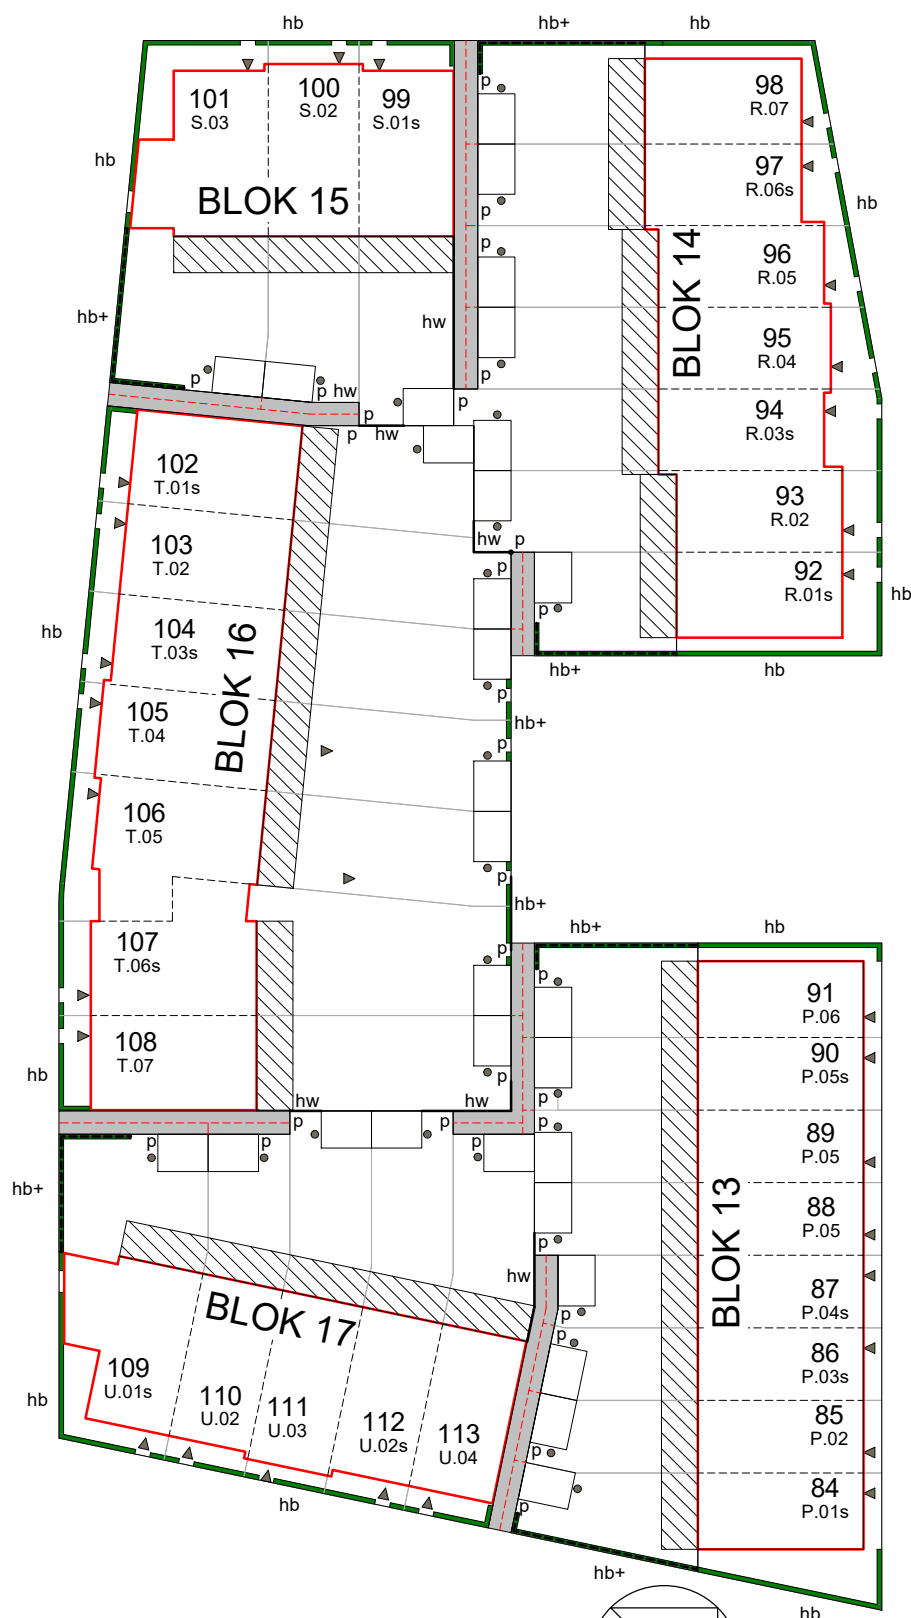 hb
hb+
hb
101
S.03
100
S.02
99
S.01s
p
98
R.07
hb
BLOK 15
p
97
R.06s
hb
p
96
R.05
BLOK 14
hb+
hw
95
R.04
p
p
p
hw
p
p
94
R.03s
p
hw
102
T.01s
93
R.02
103
T.02
hw
p
p
92
R.01s
hb
104
T.03s
hb
p
BLOK 16
p
hb+
hb
105
T.04
hb+
p
106
T.05
p
hb+
hb+
hb
107
T.06s
p
p
91
P.06
108
T.07
90
P.05s
hb
p
p
hw
hw
p
p
p
p
p
89
P.05
hb+
88
P.05
BLOK 13
p
hw
87
P.04s
BLOK 17
p
p
86
P.03s
109
U.01s
110
U.02
111
U.03
112
U.02s
113
U.04
hb
85
P.02
p
84
P.01s
hb
p
hb+
hb